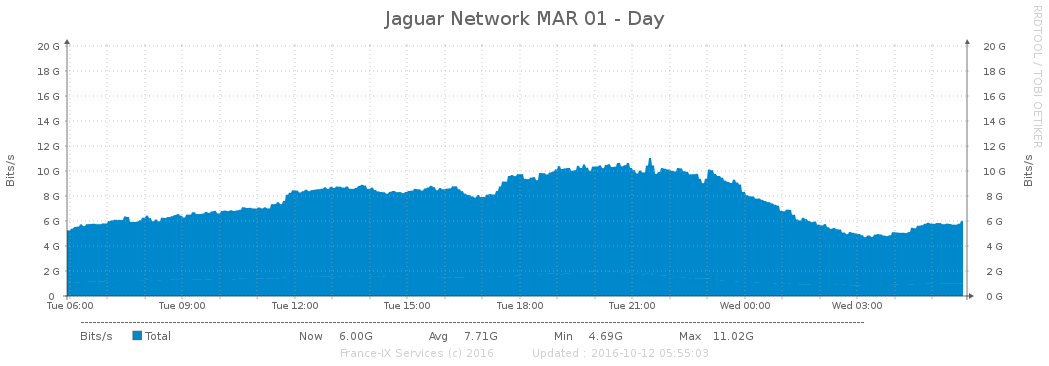 Jaguar Network MAR 01 - Day
RRDTOOL / TOBI OETIKER
Bits/s
Bits/s
20 G 20 G
18 G 18 G
16 G 16 G
14 G 14 G
12 G 12 G
10 G 10 G
8 G 8 G
6 G 6 G
4 G 4 G
2 G 2 G
0 0 G
Tue 06:00 Tue 09:00 Tue 12:00 Tue 15:00 Tue 18:00 Tue 21:00 Wed 00:00 Wed 03:00
Bits/s Total Now 6.00G Avg 7.71G Min 4.69G Max 11.02G
France-IX Services (c) 2016 Updated : 2016-10-12 05:55:03